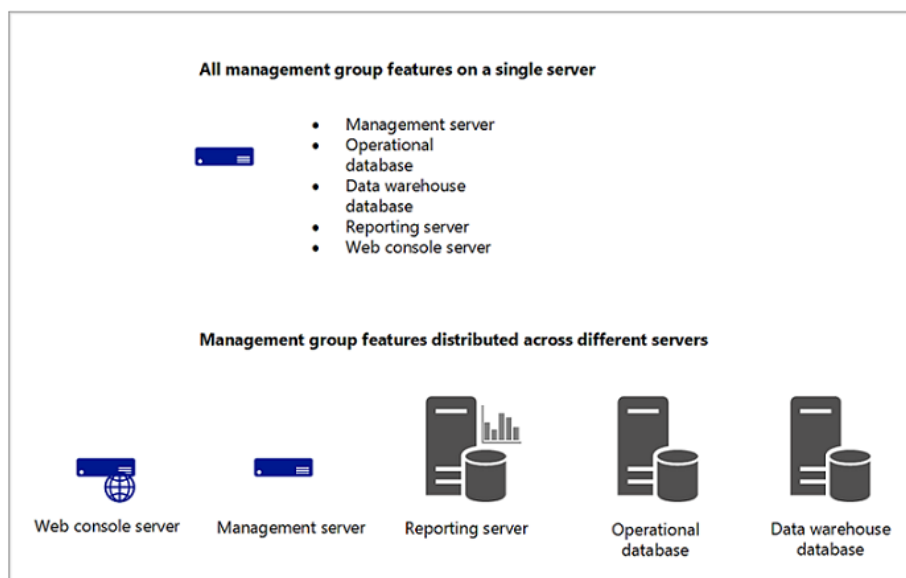 All management group features on a single server
• Management server
• Operational
database
• Data warehouse
database
• Reporting server
• Web console server
Management group features distributed across different servers
Web console server
Management server
Reporting server
Operational
database
Data warehouse
database